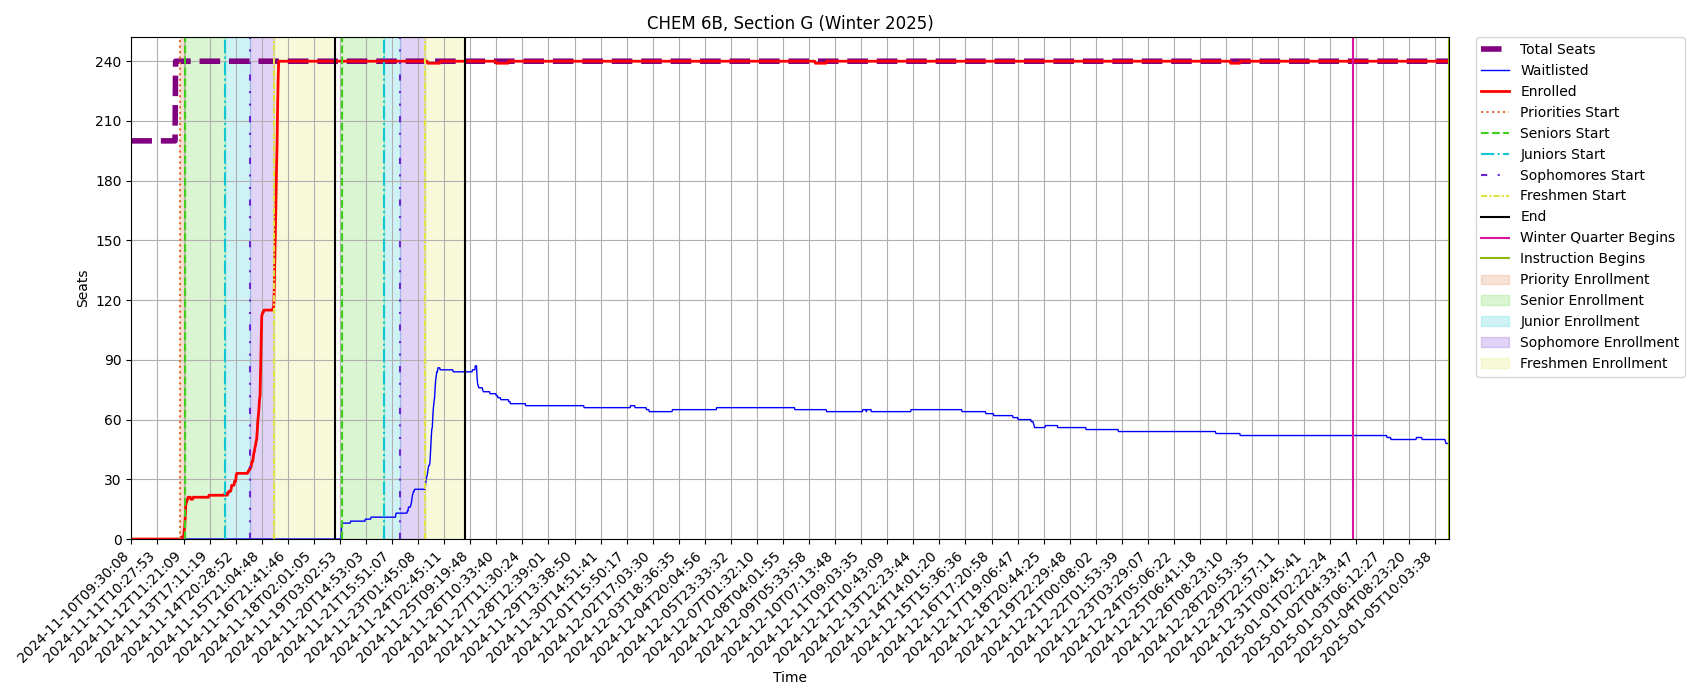 CHEM 6B, Section G (Winter 2025)
Seats
240
210
180
150
120
90
60
30
0
2024-11-10T09:30:08
2024-11-11T10:27:53
2024-11-12T11:21:09
2024-11-13T17:11:19
2024-11-14T20:28:52
2024-11-15T21:04:48
2024-11-16T21:41:46
2024-11-18T02:01:05
2024-11-19T03:02:53
2024-11-20T14:53:03
2024-11-21T15:51:07
2024-11-23T01:45:08
2024-11-24T02:45:11
2024-11-25T09:19:48
2024-11-26T10:33:40
2024-11-27T11:30:24
2024-11-28T12:39:01
2024-11-29T13:38:50
2024-11-30T14:51:41
2024-12-01T15:50:17
2024-12-02T17:03:30
2024-12-03T18:36:35
2024-12-04T20:04:56
2024-12-05T23:33:32
2024-12-07T01:32:10
2024-12-08T04:01:55
2024-12-09T05:33:58
2024-12-10T07:13:48
2024-12-11T09:03:35
2024-12-12T10:43:09
2024-12-13T12:23:44
2024-12-14T14:01:20
2024-12-15T15:36:36
2024-12-16T17:20:58
2024-12-17T19:06:47
2024-12-18T20:44:25
2024-12-19T22:29:48
2024-12-21T00:08:02
2024-12-22T01:53:39
2024-12-23T03:29:07
2024-12-24T05:06:22
2024-12-25T06:41:18
2024-12-26T08:23:10
2024-12-28T20:53:35
2024-12-29T22:57:11
2024-12-31T00:45:41
2025-01-01T02:22:24
2025-01-02T04:33:47
2025-01-03T06:12:27
2025-01-04T08:23:20
2025-01-05T10:03:38
Time
Total Seats
Waitlisted
Enrolled
Priorities Start
Seniors Start
Juniors Start
Sophomores Start
Freshmen Start
End
Winter Quarter Begins
Instruction Begins
Priority Enrollment
Senior Enrollment
Junior Enrollment
Sophomore Enrollment
Freshmen Enrollment